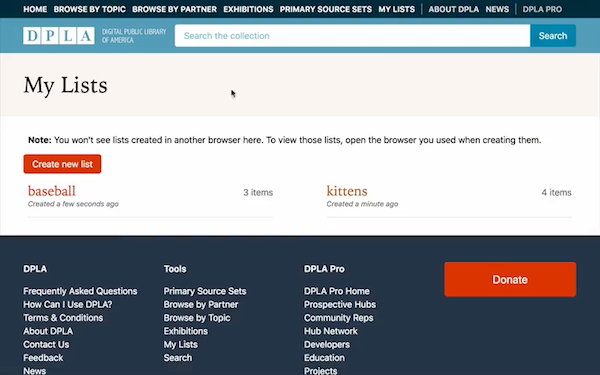 HOME BROWSE BY TOPIC BROWSE BY PARTNER EXHIBITIONS PRIMARY SOURCE SETS MY LISTS ABOUT DPLA NEWS DPLA PRO
DPLA DIGITAL PUBLIC LIBRARY
OF AMERICA
Search the collection
Search
My Lists
Note: You won't see lists created in another browser here. To view those lists, open the browser you used when creating them.
Create new list
baseball 3 items
Created a few seconds ago
kittens 4 items
Created a minute ago
DPLA
Frequently Asked Questions
How Can I Use DPLA?
Terms & Conditions
About DPLA
Contact Us
Feedback
News
Tools
Primary Source Sets
Browse by Partner
Browse by Topic
Exhibitions
My Lists
Search
DPLA Pro
DPLA Pro Home
Prospective Hubs
Community Reps
Hub Network
Developers
Education
Projects
Donate